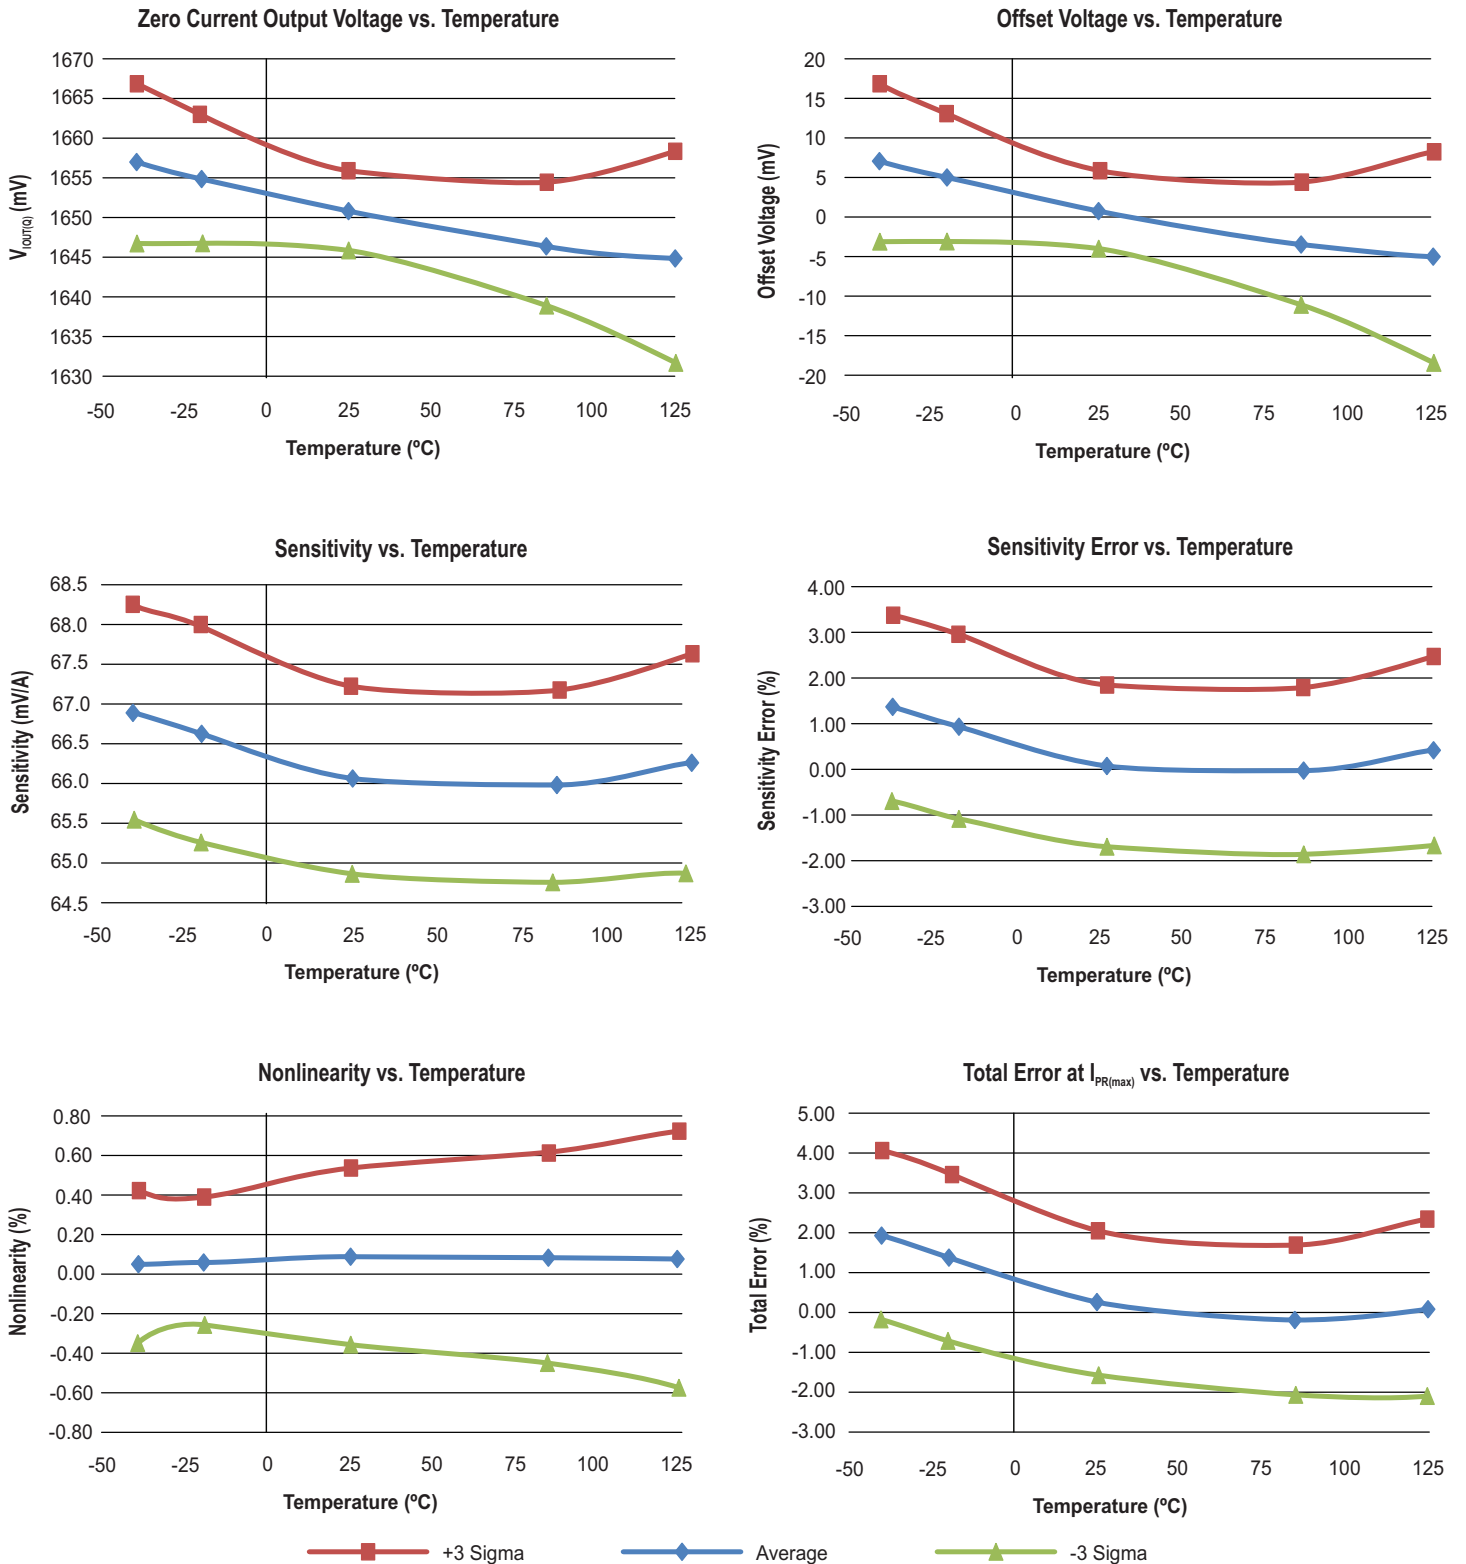 Zero Current Output Voltage vs. Temperature
1670
1665
1660
1655
1650
1645
1640
1635
1630
VIOUT(Q) (mV)
-50 -25 0 25 50 75 100 125
Temperature (ºC)
Offset Voltage vs. Temperature
20
15
10
5
0
-5
-10
-15
-20
Offset Voltage (mV)
-50 -25 0 25 50 75 100 125
Temperature (ºC)
Sensitivity vs. Temperature
68.5
68.0
67.5
67.0
66.5
66.0
65.5
65.0
64.5
Sensitivity (mV/A)
-50 -25 0 25 50 75 100 125
Temperature (ºC)
Sensitivity Error vs. Temperature
4.00
3.00
2.00
1.00
0.00
-1.00
-2.00
-3.00
Sensitivity Error (%)
-50 -25 0 25 50 75 100 125
Temperature (ºC)
Nonlinearity vs. Temperature
0.80
0.60
0.40
0.20
0.00
-0.20
-0.40
-0.60
-0.80
Nonlinearity (%)
-50 -25 0 25 50 75 100 125
Temperature (ºC)
Total Error at IPR(max) vs. Temperature
5.00
4.00
3.00
2.00
1.00
0.00
-1.00
-2.00
-3.00
Total Error (%)
-50 -25 0 25 50 75 100 125
Temperature (ºC)
+3 Sigma Average -3 Sigma